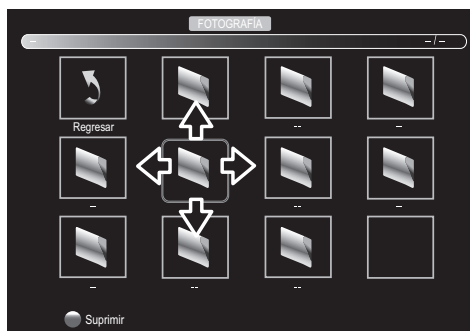 FOTOGRAFÍA
– –/–
Regresar -- –
– -- –
– -- --
Suprimir